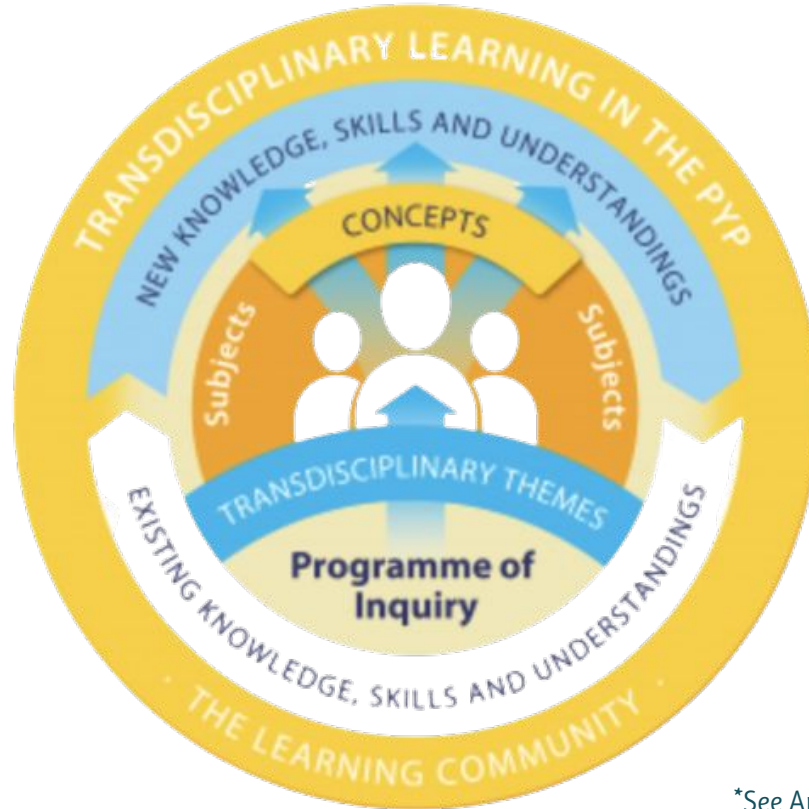 TRANSDISCIPLINARY LEARNING IN THE PYP
NEW KNOWLEDGE, SKILLS AND UNDERSTANDINGS
CONCEPTS
Subjects
Subjects
TRANSDISCIPLINARY THEMES
Programme of
Inquiry
EXISTING KNOWLEDGE, SKILLS AND UNDERSTANDINGS
· THE LEARNING COMMUNITY ·
*See